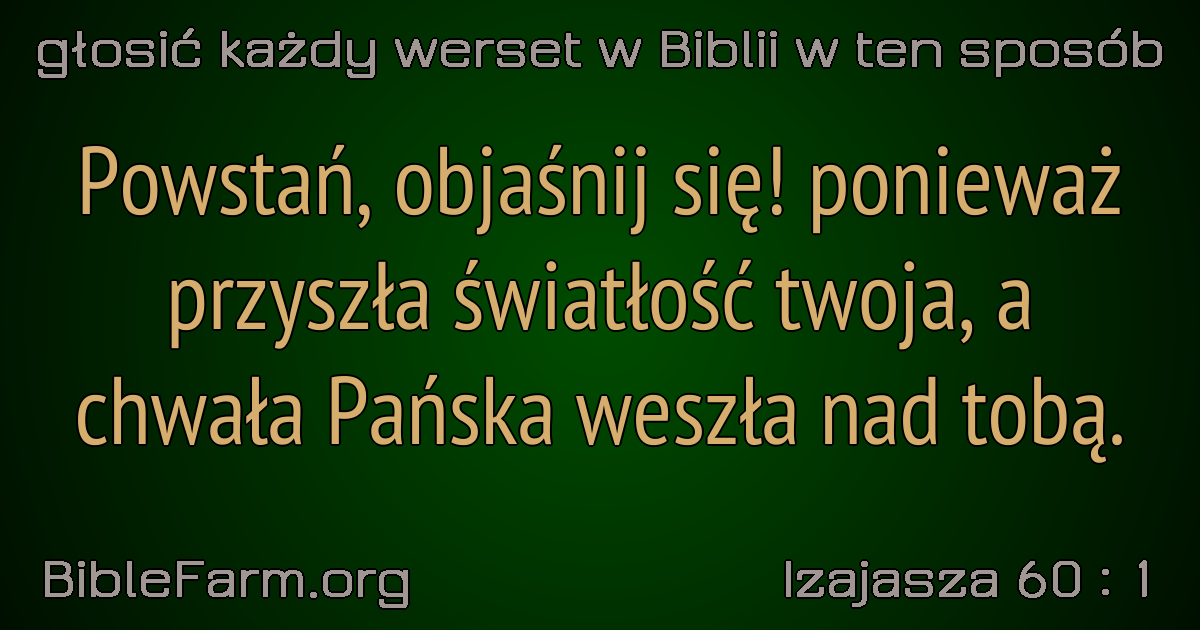 głosić każdy werset w Biblii w ten sposób
Powstań, objaśnij się! ponieważ
przyszła światłość twoja, a
chwała Pańska weszła nad tobą.
BibleFarm.org
Izajasza 60 : 1